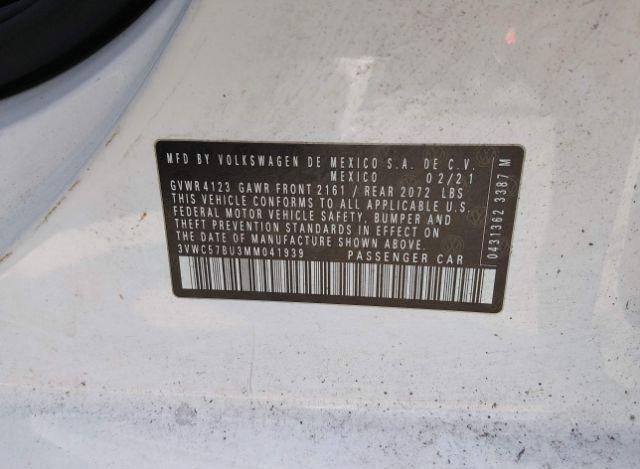 MFD BY VOLKSWAGEN DE MEXICO S.A. DE C.V.
MEXICO 02/21
GVWR 4123 GAWR FRONT 2161 / REAR 2072 LBS
THIS VEHICLE CONFORMS TO ALL APPLICABLE U.S
FEDERAL MOTOR VEHICLE SAFETY, BUMPER AND
THEFT PREVENTION STANDARDS IN EFFECT ON
THE DATE OF MANUFACTURE SHOWN ABOVE.
3VWC57BU3MM041939 PASSENGER CAR
0431362 3387 M